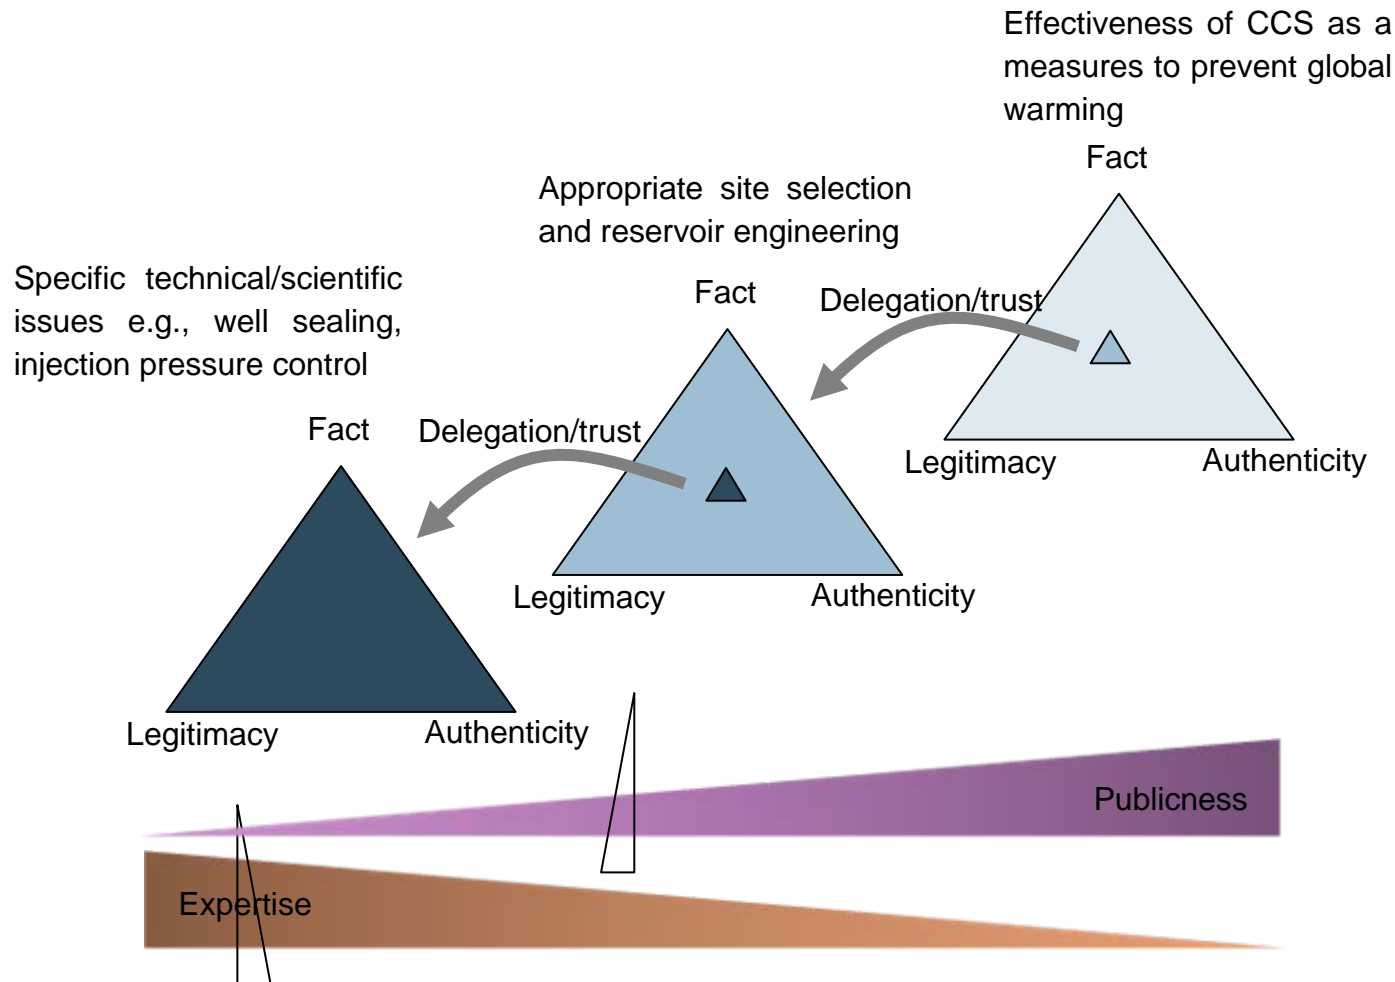 Effectiveness of CCS as a
measures to prevent global
warming
Fact
Appropriate site selection
and reservoir engineering
Fact
Delegation/trust
Specific technical/scientific
issues e.g., well sealing,
injection pressure control
Fact
Delegation/trust
Legitimacy
Authenticity
Legitimacy
Authenticity
Legitimacy
Authenticity
Publicness
Expertise